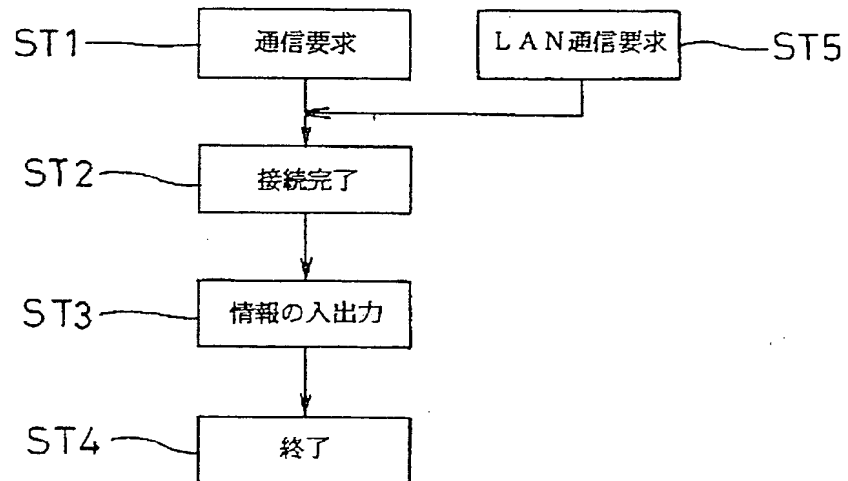 ST1
通信要求
LAN通信要求
ST5
ST2
接続完了
ST3
情報の入出力
ST4
終了